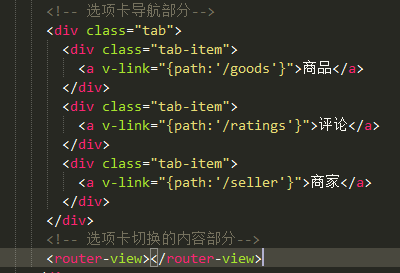 <!-- 选项卡导航部分-->
<div class="tab">
<div class="tab-item">
<a v-link="{path:'/goods'}">商品</a>
</div>
<div class="tab-item">
<a v-link="{path:'/ratings'}">评论</a>
</div>
<div class="tab-item">
<a v-link="{path:'/seller'}">商家</a>
</div>
</div>
<!-- 选项卡切换的内容部分-->
<router-view></router-view>